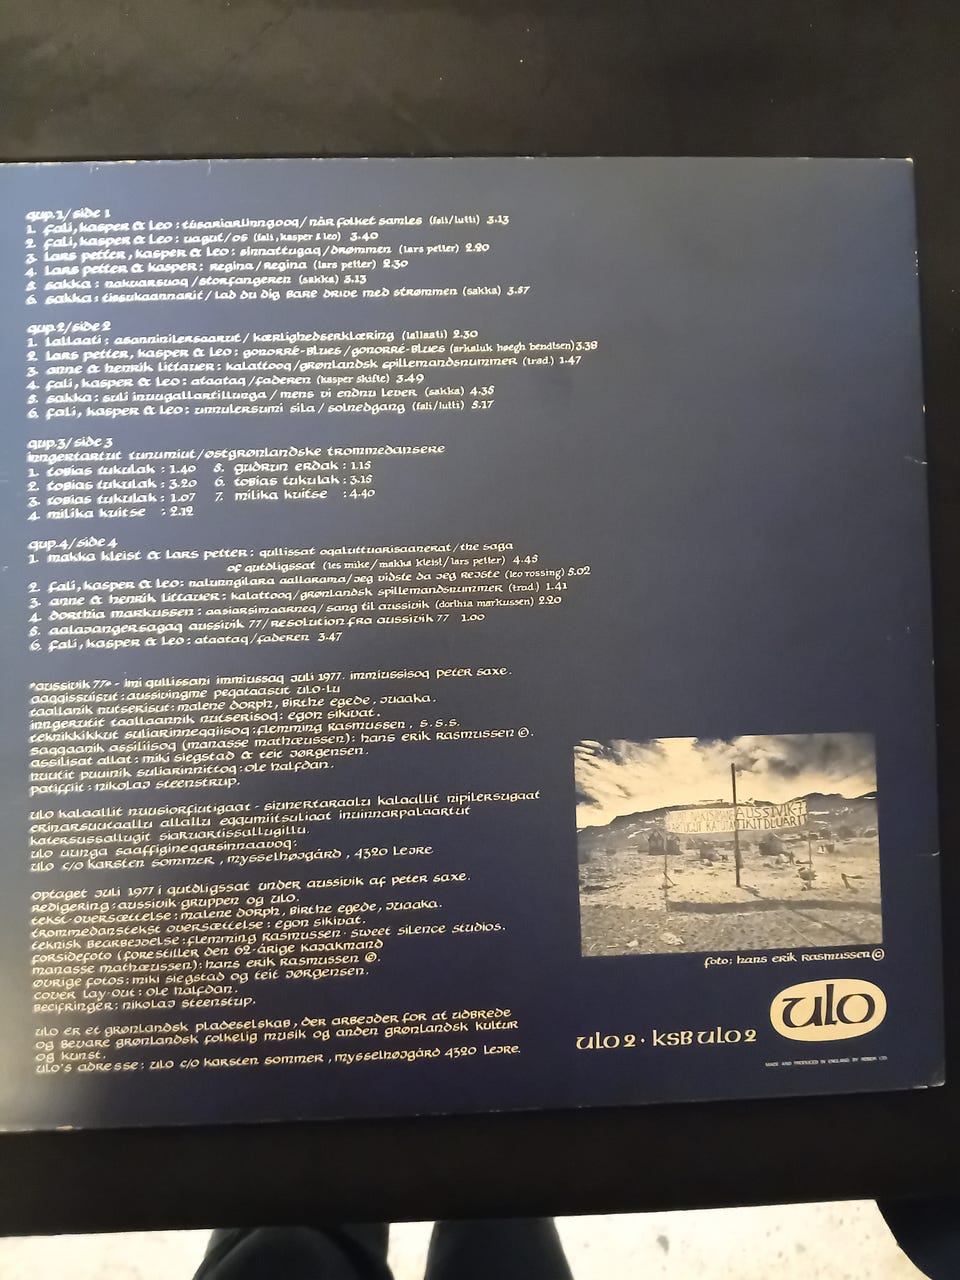 qup.1/side 1
1. fali, kasper & leo: túsariarUnngooq/når folket samles (fali/lutti) 3.13
2. fali, kasper & leo: uagut/os (fali, kasper & leo) 3.40
3. lars petter, kasper & leo: sinnattugaq/drømmen (lars petter) 2.20
4. lars petter & kasper: regina/regina (lars petter) 2.30
5. sakka: nakuarsuaq/storfangeren (sakka) 3.13
6. sakka: tissukaannarit/lad du dig bare drive med strømmen (sakka) 3.57
qup.2/side 2
1. lallaati: asanninilersaarut/kærlighedserklæring (lallaati) 2.30
2. lars petter, kasper & leo: gonorré-blues/gonorré-blues (arkaluk høegh bendtsen) 3.38
3. anne & henrik littauer: kalattooq/grønlandsk spillemandsnummer (trad.) 1.47
4. fali, kasper & leo: ataataq/faderen (kasper skifte) 3.49
5. sakka: suli inuugallartillunga/mens vi endnu lever (sakka) 4.35
6. fali, kasper & leo: unnulersumi sila/solnedgang (fali/lutti) 5.17
qup.3/side 3
inngertartut tunumiut/østgrønlandske trommedansere
1. tobias tukulak : 1.40 5. gudrun erdak : 1.15
2. tobias tukulak : 3.20 6. tobias tukulak : 3.15
3. tobias tukulak : 1.07 7. milika kuitse : 4.40
4. milika kuitse : 2.12
qup.4/side 4
1. makka kleist & lars petter: qullissat oqaluttuarisaanerat/the saga
of qutdligssat (les mike/makka kleist/lars petter) 4.45
2. fali, kasper & leo: nalunngilara aallarama/jeg vidste da jeg rejste (leo rossing) 5.02
3. anne & henrik littauer: kalattooq/grønlandsk spillemandsnummer (trad.) 1.41
4. dorthia markussen: aasiarsimaarneq/sang til aussivik (dorthia markussen) 2.20
5. aalajangersagaq aussivik 77/resolution fra aussivik 77 1.00
6. fali, kasper & leo: ataataq/faderen 3.47
"aussivik 77" - imi qullissani immiussaq juli 1977. immiussisoq peter saxe.
aaqqissuisut: aussivingme peqataasut ulo-lu
taallanik nutserisut: malene dorph, birthe egede, juaaka.
inngerutit taallaannik nutserisoq: egon sikivat.
teknikkikkut suliarinneqqiisoq: flemming rasmussen, s.s.s.
saqqaanik assiliisoq (manasse mathæussen): hans erik rasmussen ©.
assilisat allat: miki siegstad & teit jørgensen.
nuutit puuinik suliarinnittoq: ole halfdan.
patiffiit: nikolaj steenstrup.
ulo kalaallit nuusiorfiutigaat - siunertaraalu kalaallit nipilersugaat
erinarsuutaallu allallu eqqumiitsuliaat inuinnarpalaartut
katersussallugit siaruartissallugillu.
ulo uunga saaffigineqarsinnaavoq:
ulo c/o karsten sommer, mysselhøjgård, 4320 lejre
optaget juli 1977 i qutdligssat under aussivik af peter saxe.
redigering: aussivik-gruppen og ulo.
tekst-oversættelse: malene dorph, birthe egede, juaaka.
trommedanstekst oversættelse: egon sikivat.
teknisk bearbejdelse: flemming rasmussen - sweet silence studios.
forsidefoto (forestiller den 62-årige kajakmand
manasse mathæussen): hans erik rasmussen ©.
øvrige fotos: miki siegstad og teit jørgensen.
cover lay-out: ole halfdan.
becifringer: nikolaj steenstrup.
ulo er et grønlandsk pladeselskab, der arbejder for at udbrede
og bevare grønlandsk folkelig musik og anden grønlandsk kultur
og kunst.
ulo's adresse: ulo c/o karsten sommer, mysselhøjgård 4320 lejre.
AUSSIVIK 77
TIKITDLUARIT
foto: hans erik rasmussen ©
ulo
ulo 2 · ksb ulo 2
MADE AND PRODUCED IN ENGLAND BY ROBOR LTD